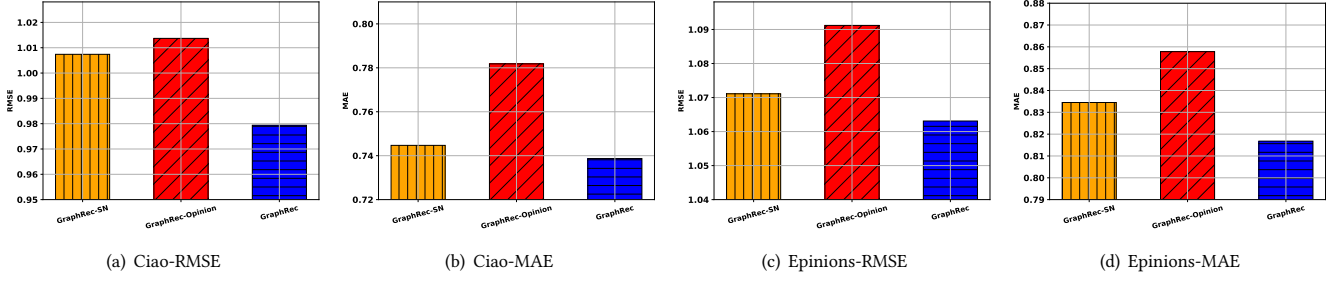 1.02
1.01
1.00
0.99
0.98
0.97
0.96
0.95
RMSE
GraphRec-SN
GraphRec-Opinion
GraphRec
(a) Ciao-RMSE
0.80
0.78
0.76
0.74
0.72
MAE
GraphRec-SN
GraphRec-Opinion
GraphRec
(b) Ciao-MAE
1.09
1.08
1.07
1.06
1.05
1.04
RMSE
GraphRec-SN
GraphRec-Opinion
GraphRec
(c) Epinions-RMSE
0.88
0.86
0.85
0.83
0.82
0.81
0.80
0.79
MAE
GraphRec-SN
GraphRec-Opinion
GraphRec
(d) Epinions-MAE